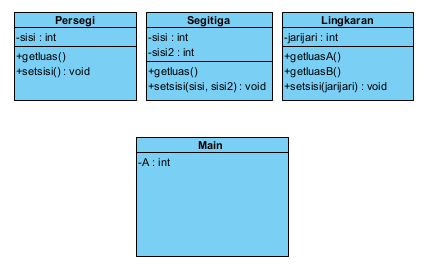 Persegi
-sisi : int
+getluas()
+setsisi() : void
Segitiga
-sisi : int
-sisi2 : int
+getluas()
+setsisi(sisi, sisi2) : void
Lingkaran
-jarijari : int
+getluasA()
+getluasB()
+setsisi(jarijari) : void
Main
-A : int